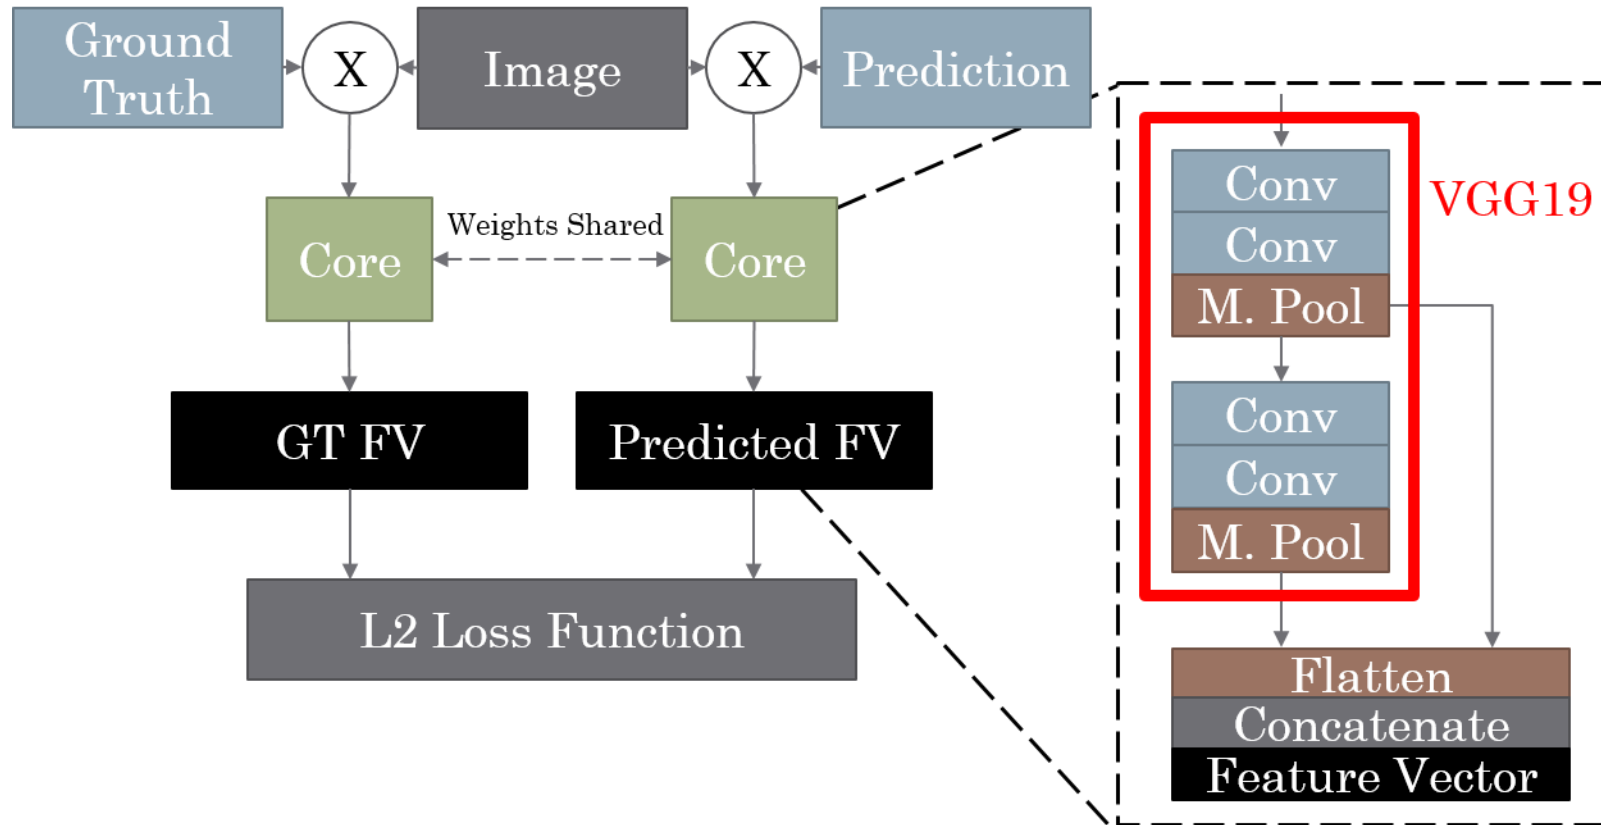 Ground
Truth
X
Image
X
Prediction
Core
Weights Shared
Core
GT FV
Predicted FV
L2 Loss Function
VGG19
Conv
Conv
M. Pool
Conv
Conv
M. Pool
Flatten
Concatenate
Feature Vector